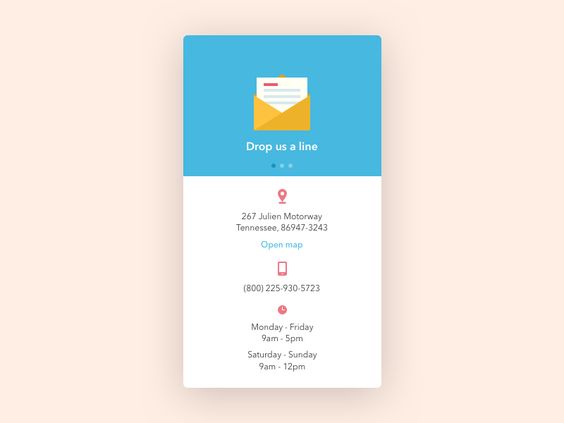 Drop us a line
267 Julien Motorway
Tennessee, 86947-3243
Open map
(800) 225-930-5723
Monday - Friday
9am - 5pm
Saturday - Sunday
9am - 12pm